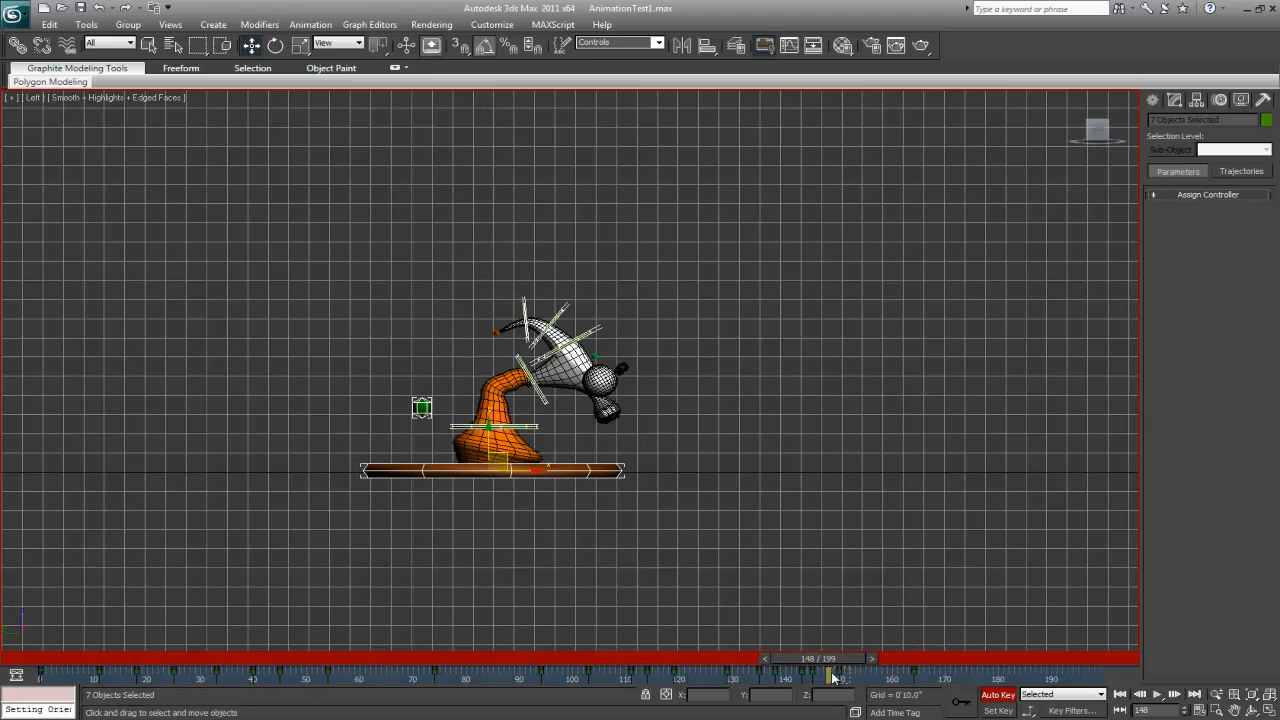 Autodesk 3ds Max 2011 x64 AnimationTest1.max
Type a keyword or phrase
Edit Tools Group Views Create Modifiers Animation Graph Editors Rendering Customize MAXScript Help
All View Controls
Graphite Modeling Tools Freeform Selection Object Paint
Polygon Modeling
[ + ] [ Left ] [ Smooth + Highlights + Edged Faces ]
7 Objects Selected
Selection Level:
Sub-Object
Parameters Trajectories
+ Assign Controller
< 148 / 199 >
0 10 20 30 40 50 60 70 80 90 100 110 120 130 140 160 170 180 190
7 Objects Selected X: Y: Z: Grid = 0'10.0" Auto Key Selected
Setting Orie Click and drag to select and move objects Add Time Tag Set Key Key Filters... 148